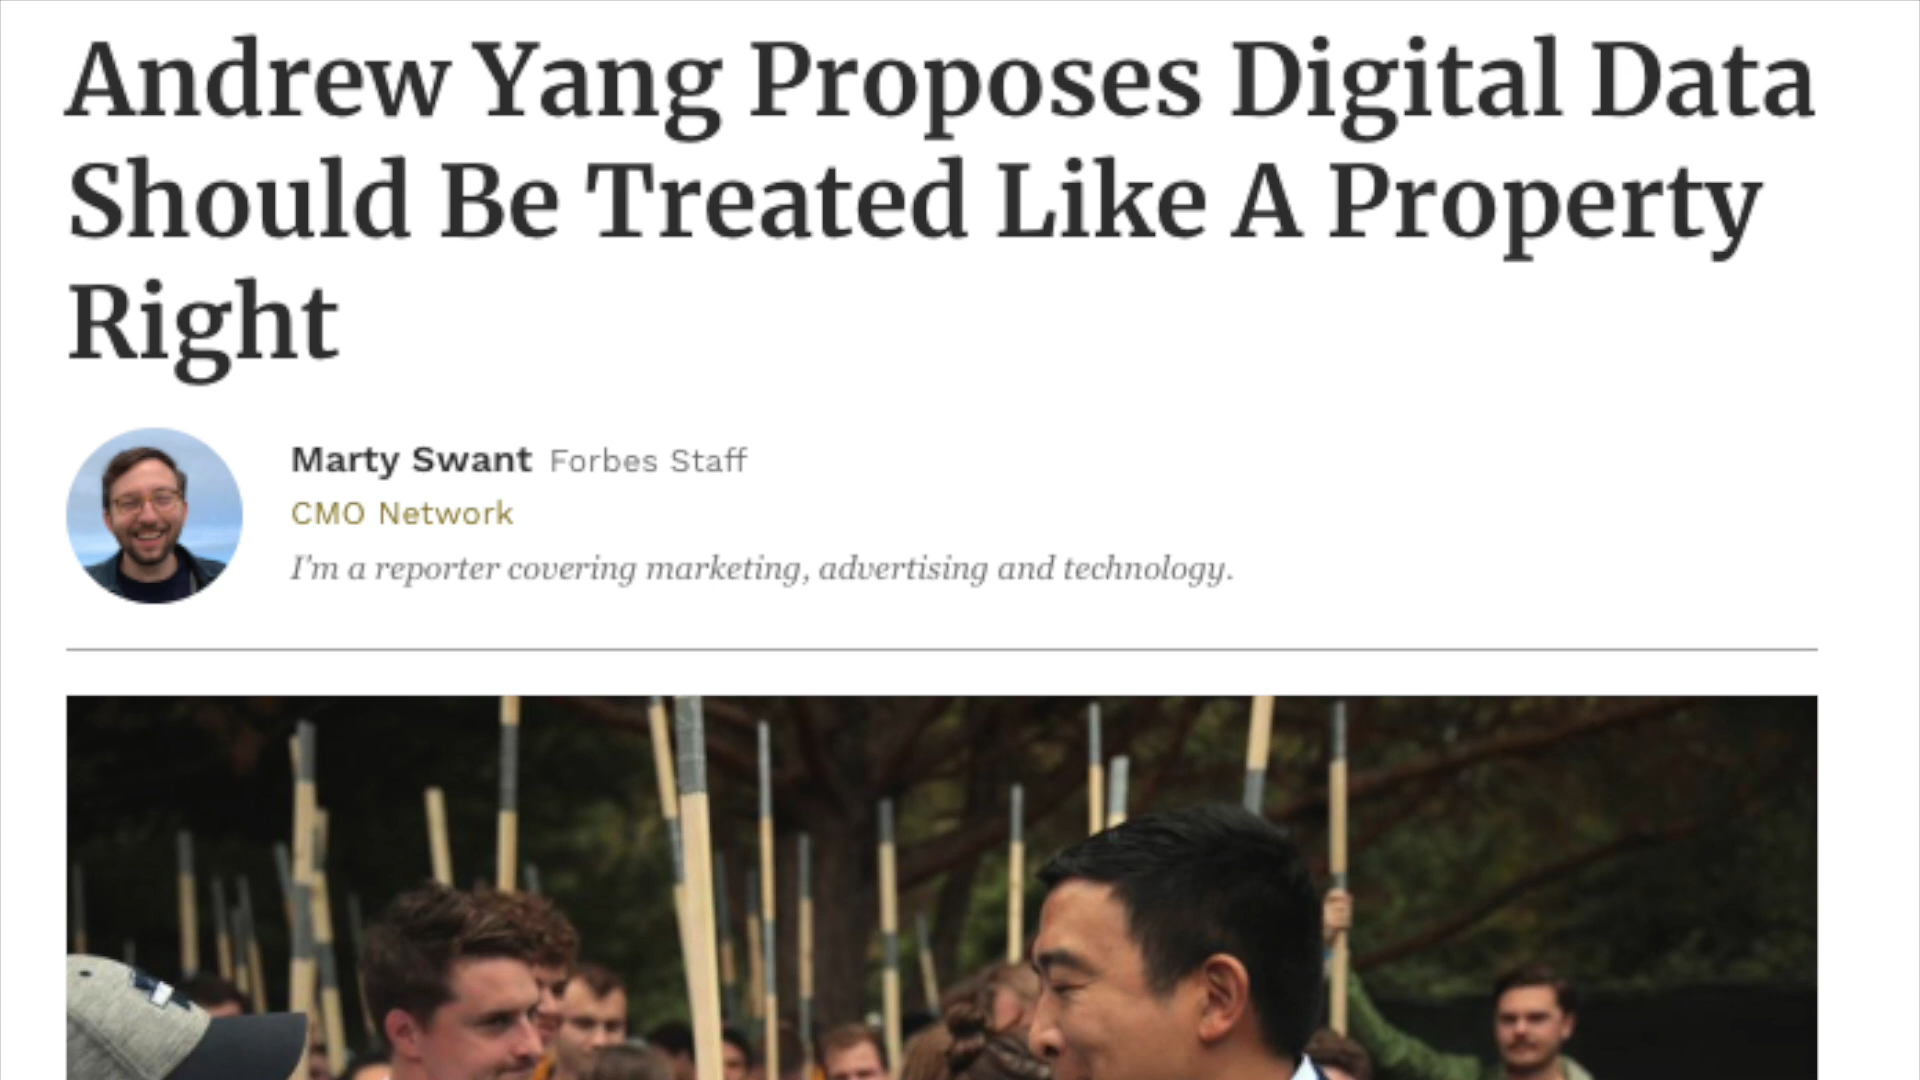 Andrew Yang Proposes Digital Data
Should Be Treated Like A Property
Right
Marty Swant Forbes Staff
CMO Network
I'm a reporter covering marketing, advertising and technology.